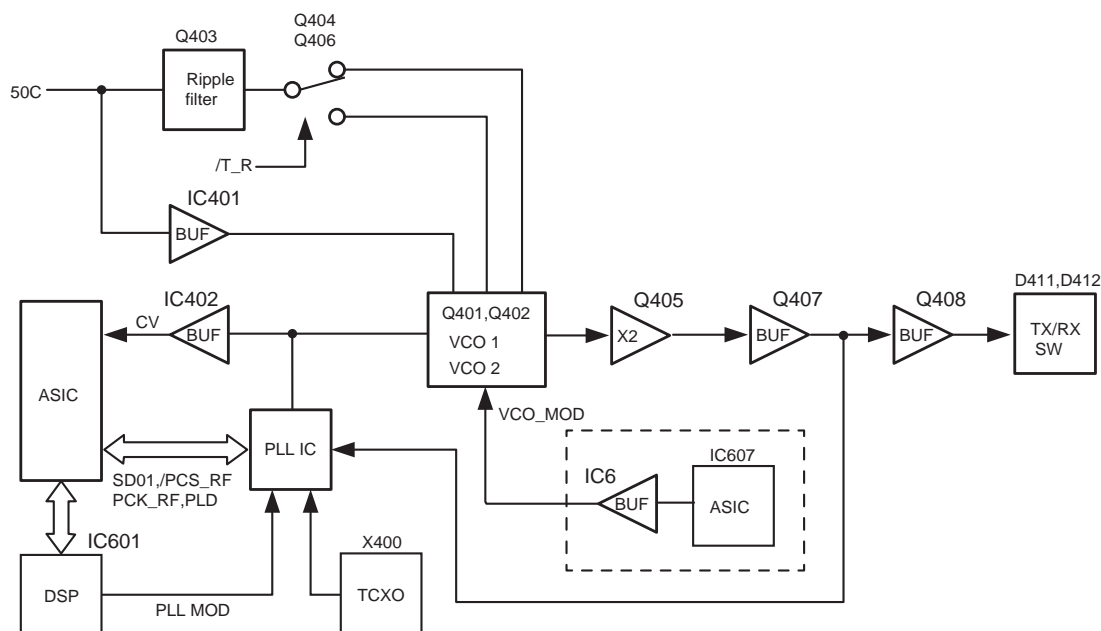 Q404
Q406
Q403
50C
Ripple
filter
/T_R
IC401
BUF
IC402
CV
BUF
ASIC
Q401,Q402
VCO 1
VCO 2
Q405
X2
Q407
BUF
Q408
BUF
D411,D412
TX/RX
SW
VCO_MOD
PLL IC
SD01,/PCS_RF
PCK_RF,PLD
IC6
BUF
IC607
ASIC
IC601
DSP
PLL MOD
X400
TCXO